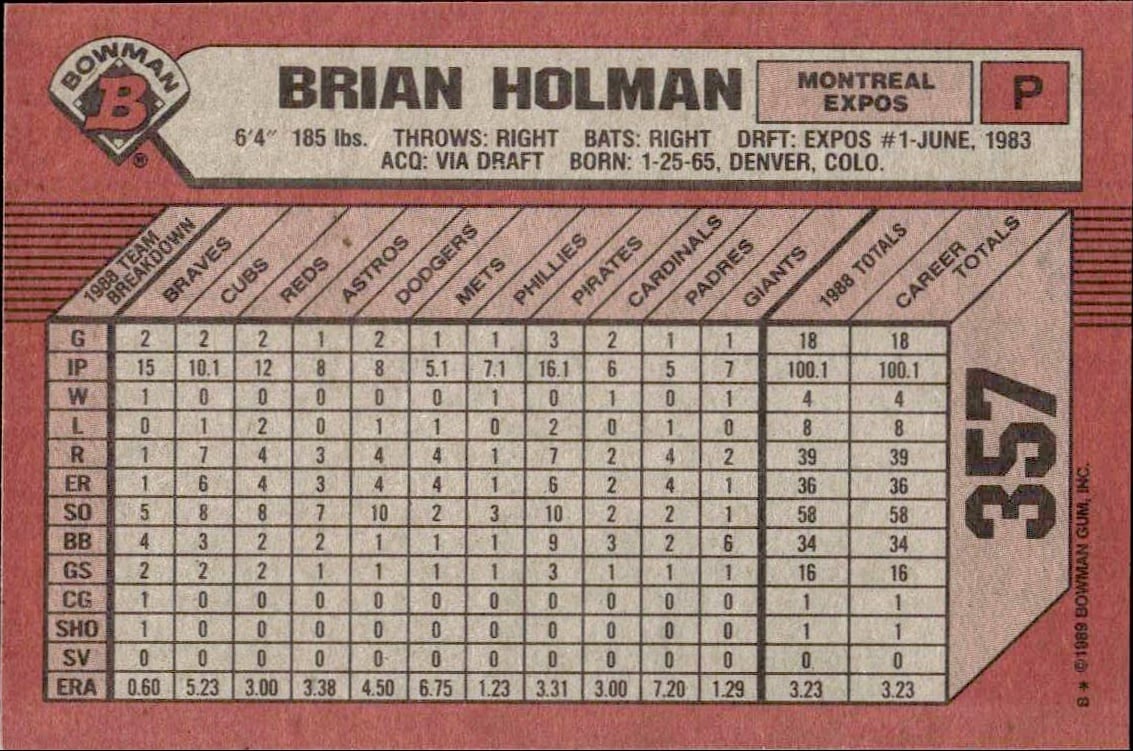 BOWMAN
B
®
BRIAN HOLMAN
MONTREAL
EXPOS
P
6'4" 185 lbs. THROWS: RIGHT BATS: RIGHT DRFT: EXPOS #1-JUNE, 1983
ACQ: VIA DRAFT BORN: 1-25-65, DENVER, COLO.
1988 TEAM
BREAKDOWN
BRAVES
CUBS
REDS
ASTROS
DODGERS
METS
PHILLIES
PIRATES
CARDINALS
PADRES
GIANTS
1988 TOTALS
CAREER
TOTALS
G 2 2 2 1 2 1 1 3 2 1 1 18 18
IP 15 10.1 12 8 8 5.1 7.1 16.1 6 5 7 100.1 100.1
W 1 0 0 0 0 0 1 0 1 0 1 4 4
L 0 1 2 0 1 1 0 2 0 1 0 8 8
R 1 7 4 3 4 4 1 7 2 4 2 39 39
ER 1 6 4 3 4 4 1 6 2 4 1 36 36
SO 5 8 8 7 10 2 3 10 2 2 1 58 58
BB 4 3 2 2 1 1 1 9 3 2 6 34 34
GS 2 2 2 1 1 1 1 3 1 1 1 16 16
CG 1 0 0 0 0 0 0 0 0 0 0 1 1
SHO 1 0 0 0 0 0 0 0 0 0 0 1 1
SV 0 0 0 0 0 0 0 0 0 0 0 0 0
ERA 0.60 5.23 3.00 3.38 4.50 6.75 1.23 3.31 3.00 7.20 1.29 3.23 3.23
357
B * ©1989 BOWMAN GUM, INC.